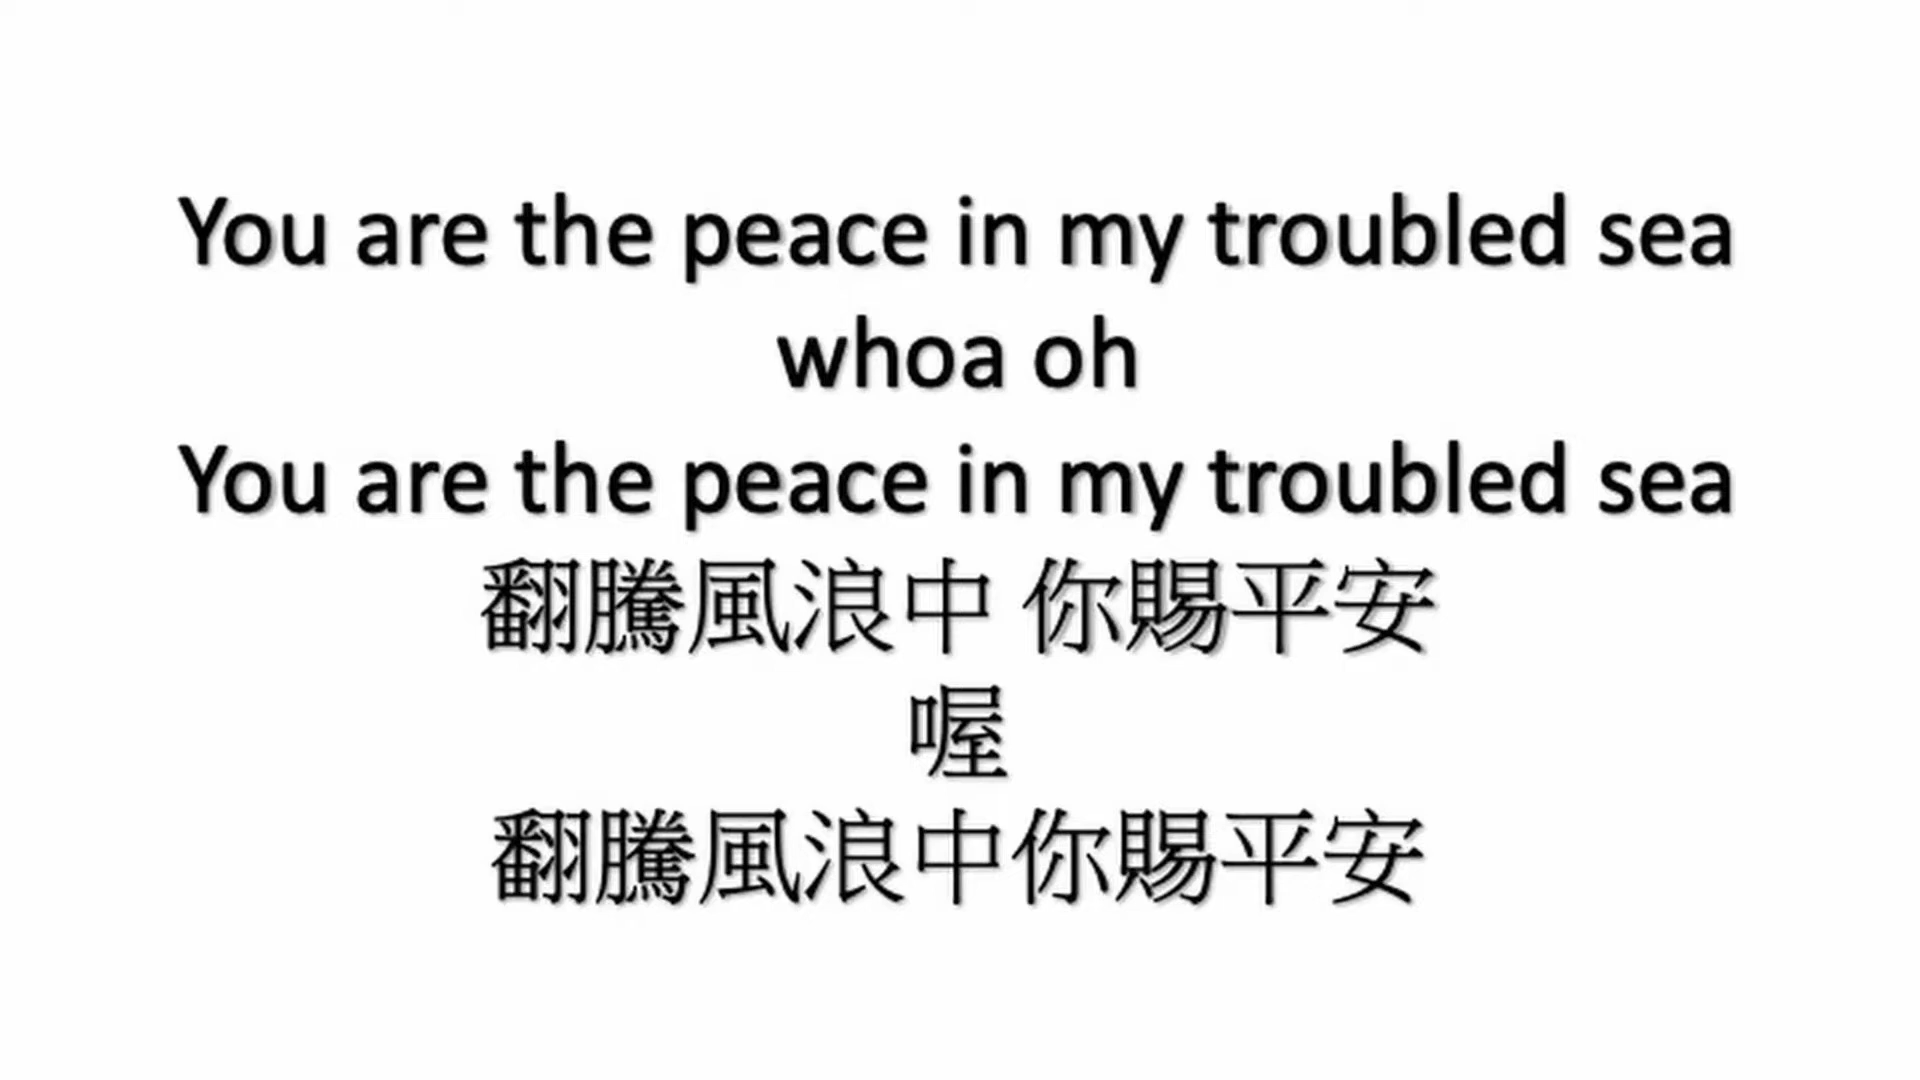 You are the peace in my troubled sea
whoa oh
You are the peace in my troubled sea
翻騰風浪中 你賜平安
喔
翻騰風浪中你賜平安